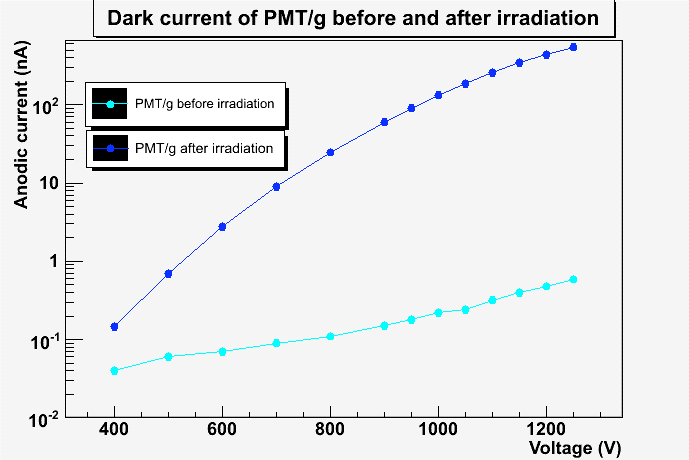 Dark current of PMT/g before and after irradiation
Anodic current (nA)
PMT/g before irradiation
PMT/g after irradiation
10²
10
1
10⁻¹
10⁻²
400 600 800 1000 1200
Voltage (V)